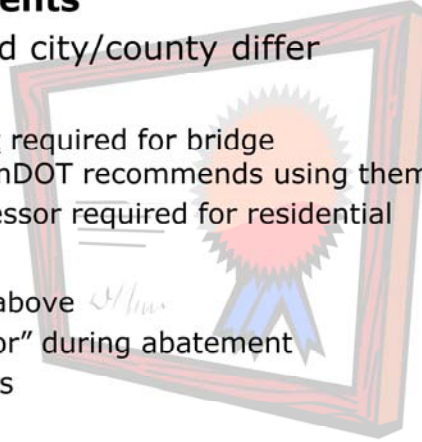 ents
d city/county differ
required for bridge
nDOT recommends using them
essor required for residential
above
or” during abatement
s